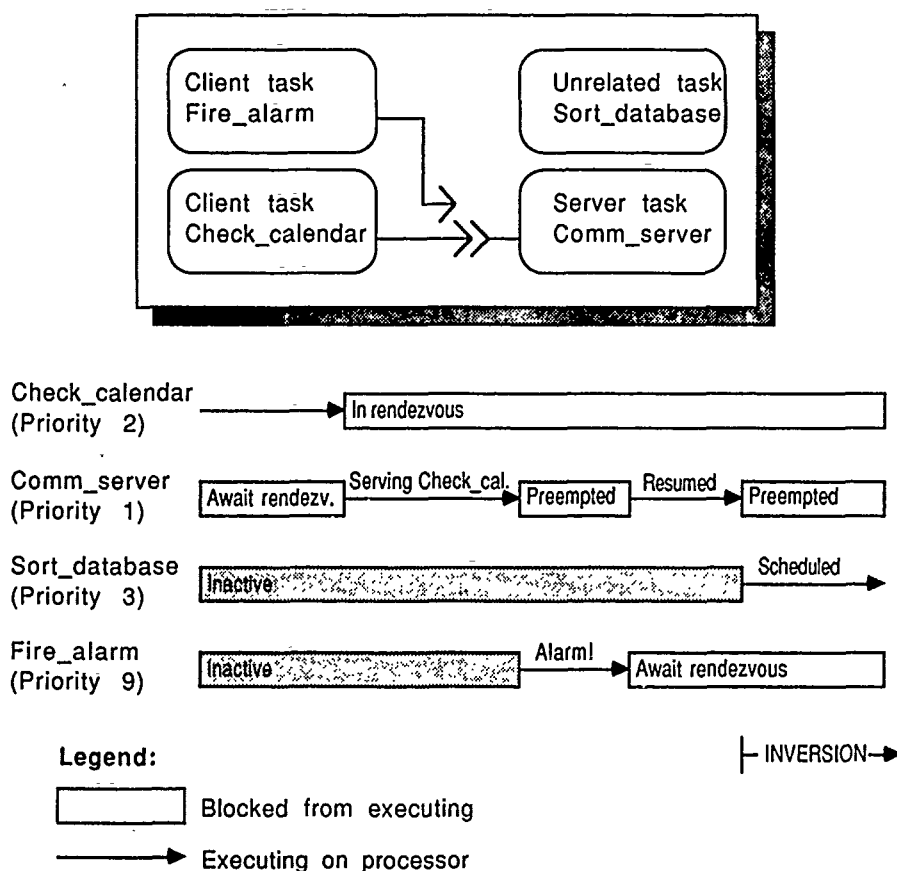 Client task
Fire_alarm
Unrelated task
Sort_database
Client task
Check_calendar
Server task
Comm_server
Check_calendar
(Priority 2)
In rendezvous
Comm_server
(Priority 1)
Await rendezv.
Serving Check_cal.
Preempted
Resumed
Preempted
Sort_database
(Priority 3)
Inactive
Scheduled
Fire_alarm
(Priority 9)
Inactive
Alarm!
Await rendezvous
INVERSION
Legend:
Blocked from executing
Executing on processor